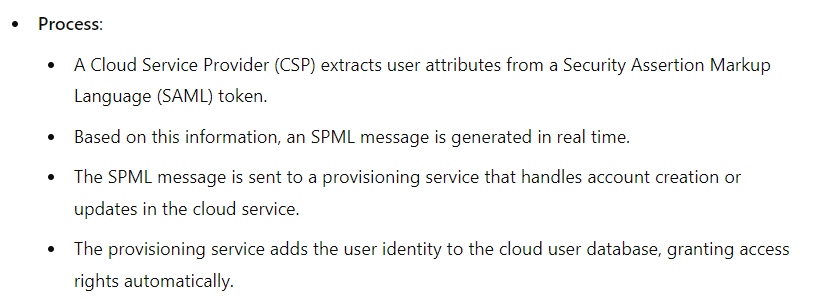 • Process:
• A Cloud Service Provider (CSP) extracts user attributes from a Security Assertion Markup
Language (SAML) token.
• Based on this information, an SPML message is generated in real time.
• The SPML message is sent to a provisioning service that handles account creation or
updates in the cloud service.
• The provisioning service adds the user identity to the cloud user database, granting access
rights automatically.